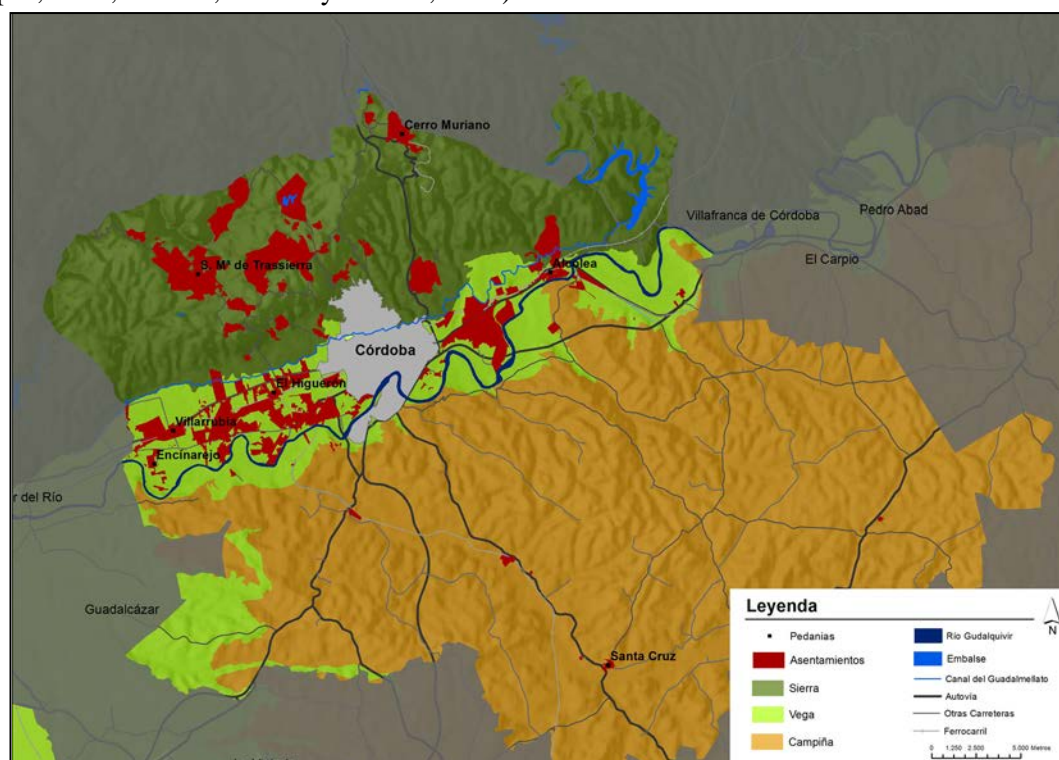 Cerro Muriano
Villafranca de Córdoba
Pedro Abad
El Carpio
S. Mª de Trassierra
Alcolea
Córdoba
El Higuerón
Villarrubia
Encinarejo
r del Río
Guadalcázar
Santa Cruz
Leyenda
N
Pedanias
Asentamientos
Sierra
Vega
Campiña
Río Gudalquivir
Embalse
Canal del Guadalmellato
Autovía
Otras Carreteras
Ferrocarril
0 1.250 2.500 5.000 Metros